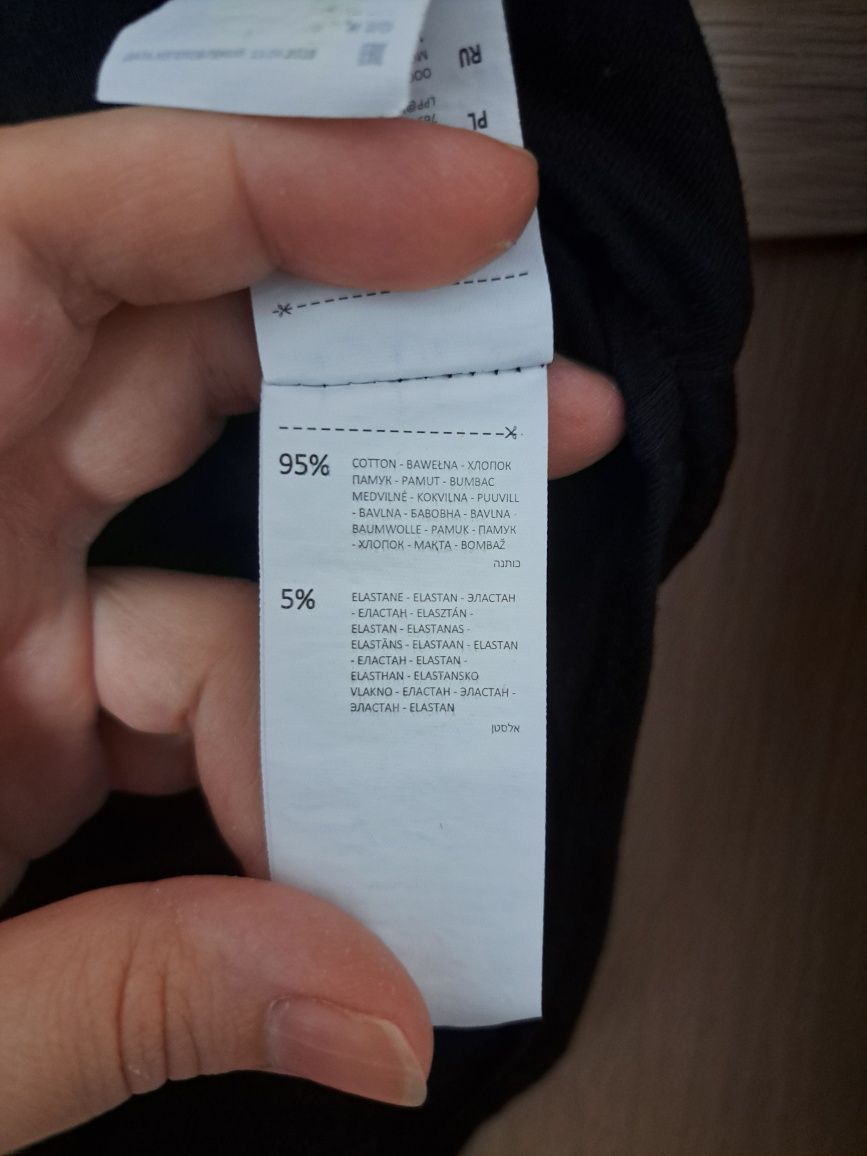 RU
PL
95%
COTTON - BAWEŁNA - ХЛОПОК
ПАМУК - PAMUT - BUMBAC
MEDVILNĖ - KOKVILNA - PUUVILL
- BAVLNA - БАВОВНА - BAVLNA -
BAUMWOLLE - PAMUK - ПАМУК
- ХЛОПОК - МАҚТА - BOMBAŽ
כותנה
5%
ELASTANE - ELASTAN - ЭЛАСТАН
- ЕЛАСТАН - ELASZTÁN -
ELASTAN - ELASTANAS -
ELASTĀNS - ELASTAAN - ELASTAN
- ЕЛАСТАН - ELASTAN -
ELASTHAN - ELASTANSKO
VLAKNO - ЕЛАСТАН - ЭЛАСТАН -
ЭЛАСТАН - ELASTAN
אלסטן